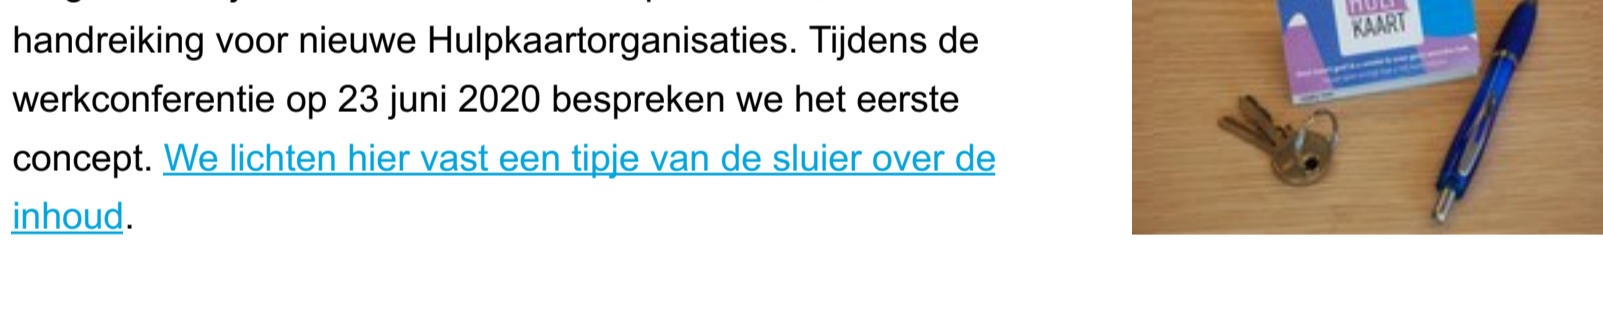 handreiking voor nieuwe Hulpkaartorganisaties. Tijdens de
werkconferentie op 23 juni 2020 bespreken we het eerste
concept. We lichten hier vast een tipje van de sluier over de
inhoud.
KAART